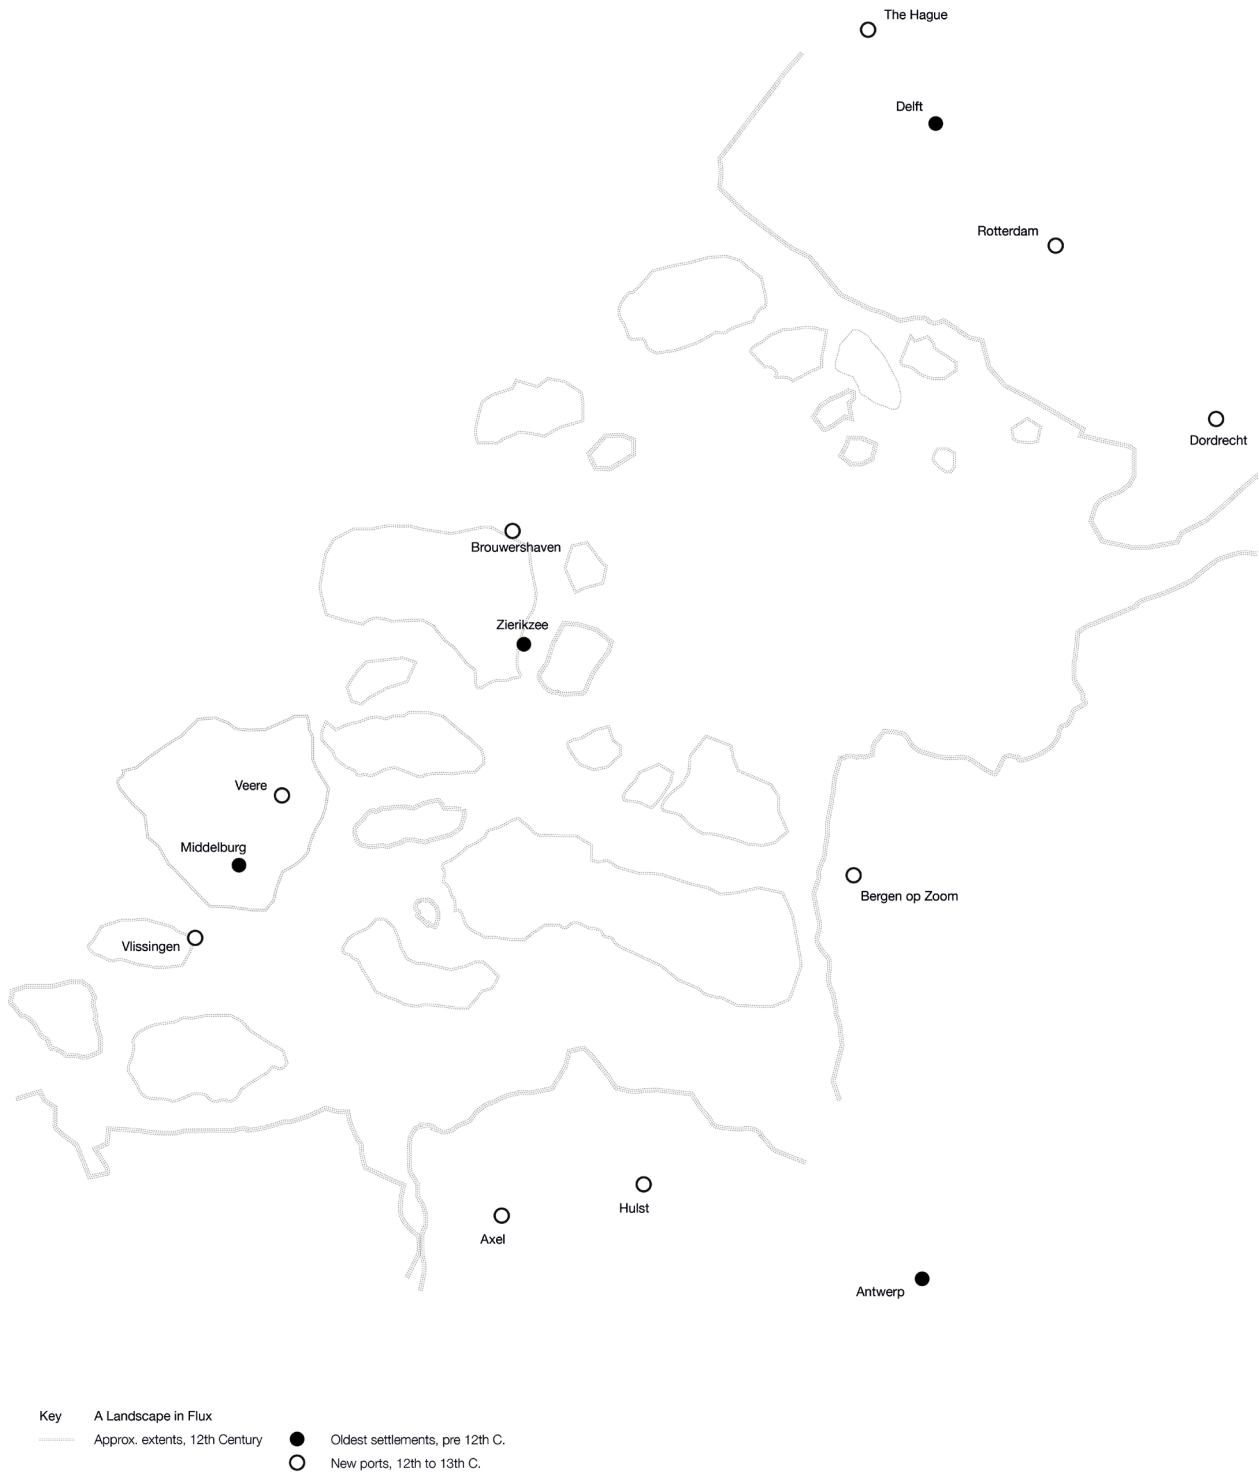 The Hague
Delft
Rotterdam
Dordrecht
Brouwershaven
Zierikzee
Veere
Middelburg
Bergen op Zoom
Vlissingen
Hulst
Axel
Antwerp
Key A Landscape in Flux
Approx. extents, 12th Century Oldest settlements, pre 12th C.
New ports, 12th to 13th C.